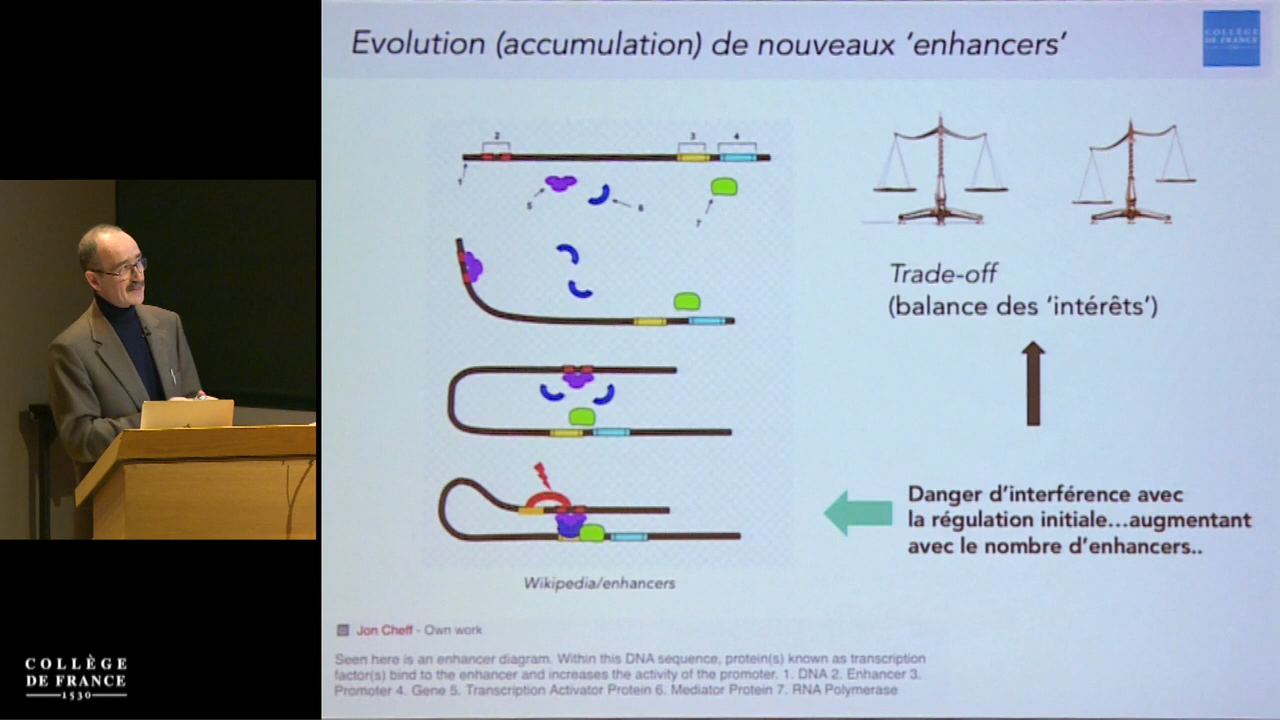 Evolution (accumulation) de nouveaux 'enhancers'
COLLÈGE
DE FRANCE
1530
2
3
4
1
5
6
7
Trade-off
(balance des 'intérêts')
Danger d'interférence avec
la régulation initiale...augmentant
avec le nombre d'enhancers..
Wikipedia/enhancers
Jon Cheff - Own work
Seen here is an enhancer diagram. Within this DNA sequence, protein(s) known as transcription
factor(s) bind to the enhancer and increases the activity of the promoter. 1. DNA 2. Enhancer 3.
Promoter 4. Gene 5. Transcription Activator Protein 6. Mediator Protein 7. RNA Polymerase
COLLÈGE
DE FRANCE
1530